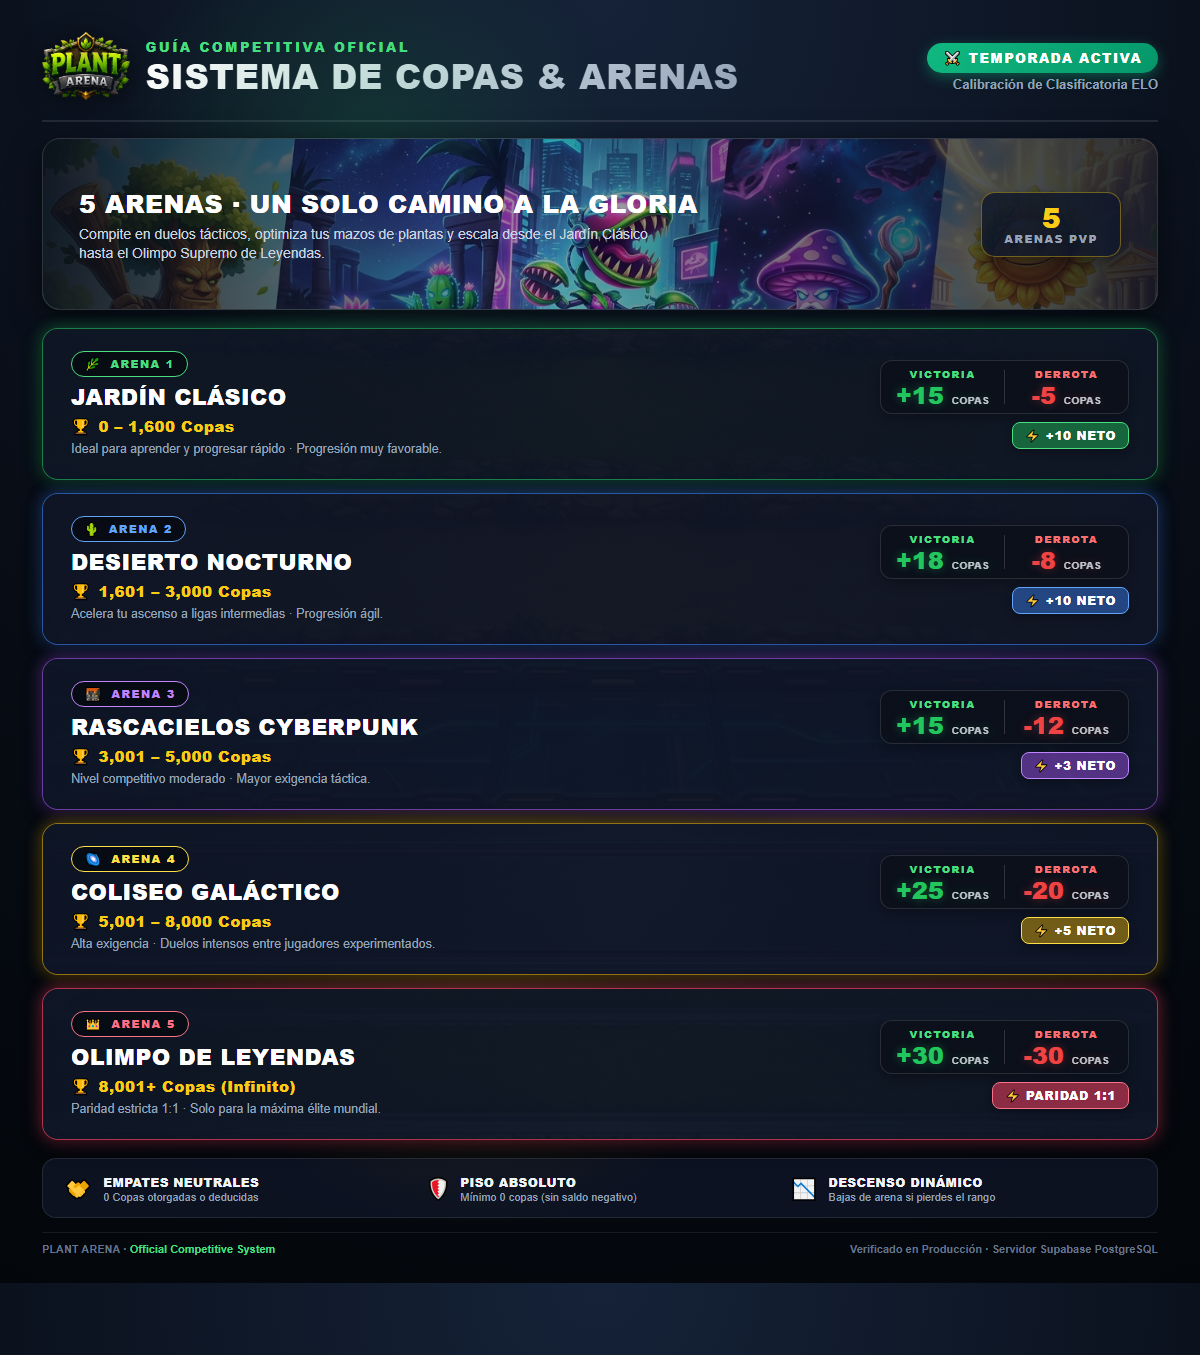 PLANT
ARENA
GUÍA COMPETITIVA OFICIAL
SISTEMA DE COPAS & ARENAS
TEMPORADA ACTIVA
Calibración de Clasificatoria ELO
5 ARENAS · UN SOLO CAMINO A LA GLORIA
Compite en duelos tácticos, optimiza tus mazos de plantas y escala desde el Jardín Clásico
hasta el Olimpo Supremo de Leyendas.
5
ARENAS PVP
ARENA 1
JARDÍN CLÁSICO
0 – 1,600 Copas
Ideal para aprender y progresar rápido · Progresión muy favorable.
VICTORIA
+15 COPAS
DERROTA
-5 COPAS
+10 NETO
ARENA 2
DESIERTO NOCTURNO
1,601 – 3,000 Copas
Acelera tu ascenso a ligas intermedias · Progresión ágil.
VICTORIA
+18 COPAS
DERROTA
-8 COPAS
+10 NETO
ARENA 3
RASCACIELOS CYBERPUNK
3,001 – 5,000 Copas
Nivel competitivo moderado · Mayor exigencia táctica.
VICTORIA
+15 COPAS
DERROTA
-12 COPAS
+3 NETO
ARENA 4
COLISEO GALÁCTICO
5,001 – 8,000 Copas
Alta exigencia · Duelos intensos entre jugadores experimentados.
VICTORIA
+25 COPAS
DERROTA
-20 COPAS
+5 NETO
ARENA 5
OLIMPO DE LEYENDAS
8,001+ Copas (Infinito)
Paridad estricta 1:1 · Solo para la máxima élite mundial.
VICTORIA
+30 COPAS
DERROTA
-30 COPAS
PARIDAD 1:1
EMPATES NEUTRALES
0 Copas otorgadas o deducidas
PISO ABSOLUTO
Mínimo 0 copas (sin saldo negativo)
DESCENSO DINÁMICO
Bajas de arena si pierdes el rango
PLANT ARENA · Official Competitive System
Verificado en Producción · Servidor Supabase PostgreSQL